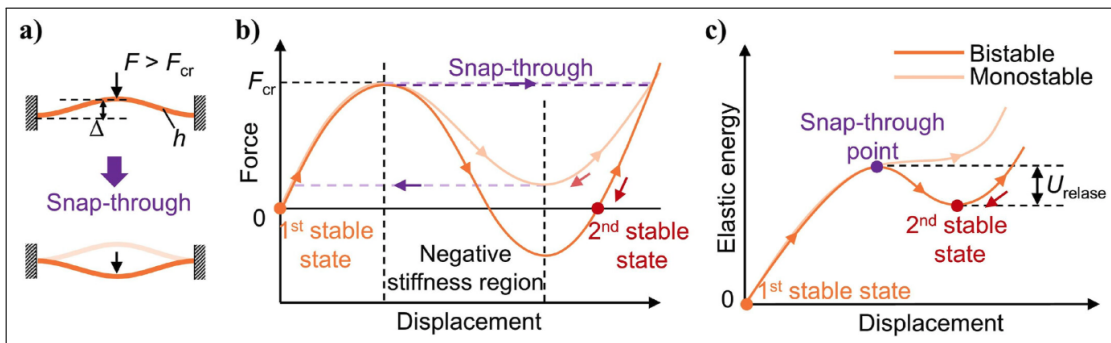 a)
F > Fcr
Δ
h
Snap-through
b)
Force
Fcr
0
Snap-through
1st stable
state
Negative
stiffness region
2nd stable
state
Displacement
c)
Elastic energy
0
Bistable
Monostable
Snap-through
point
Urelase
2nd stable
state
1st stable state
Displacement